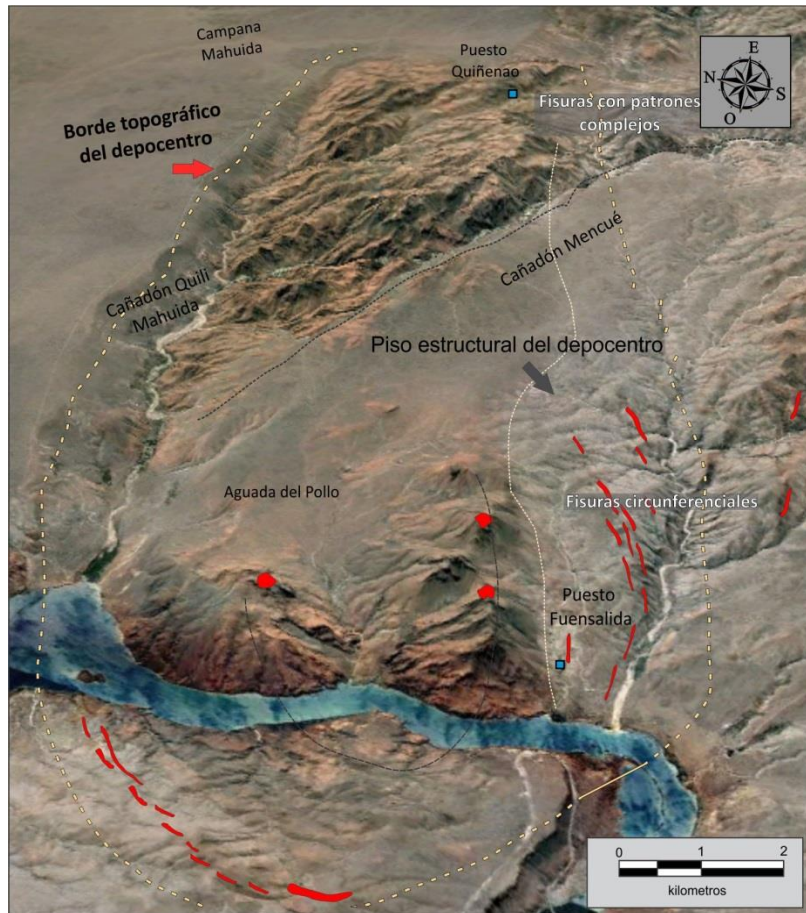 Campana
Mahuida
Puesto
Quiñenao
E
N
S
O
Fisuras con patrones
complejos
Borde topográfico
del depocentro
Cañadón Mencué
Cañadón Quili
Mahuida
Piso estructural del depocentro
Aguada del Pollo
Fisuras circunferenciales
Puesto
Fuensalida
0 1 2
kilometros